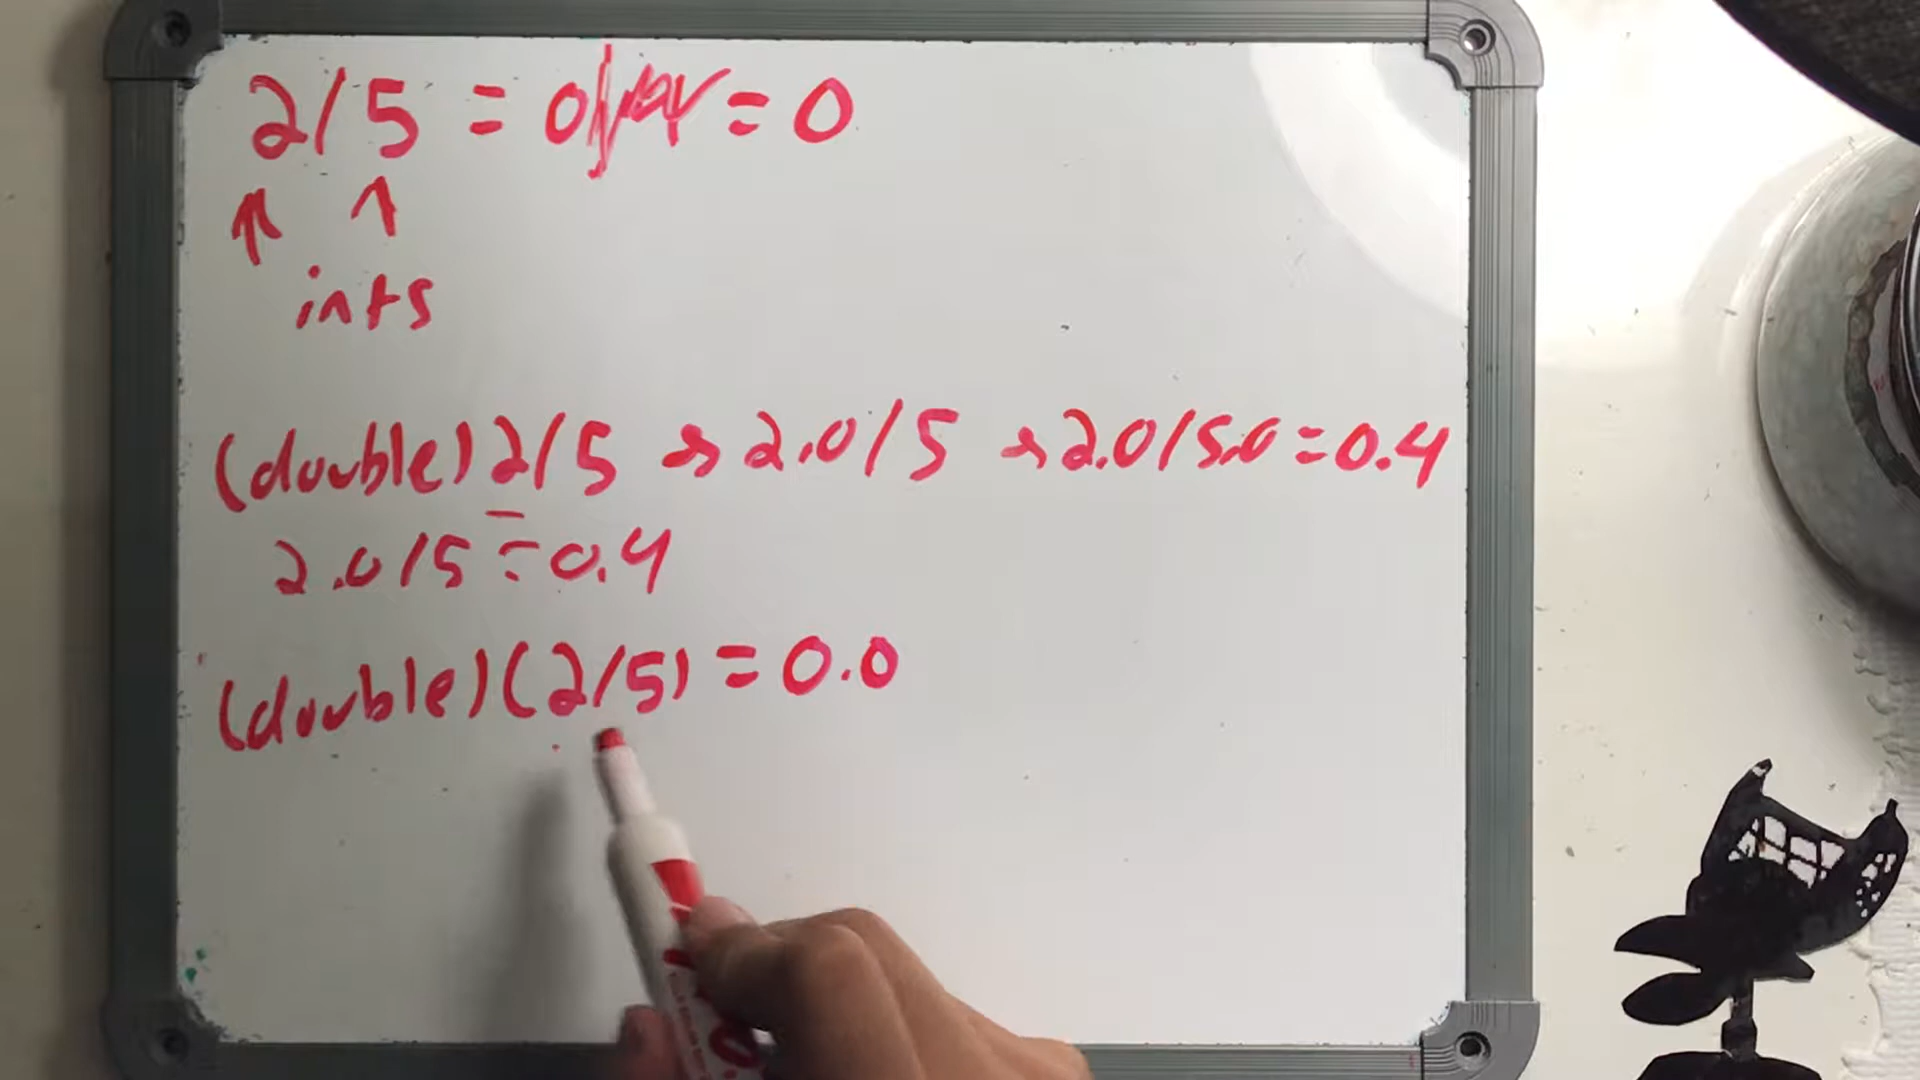 2/5 = 0 = 0
ints
(double)2/5 → 2.0/5 → 2.0/5.0 = 0.4
2.0/5 = 0.4
(double)(2/5) = 0.0